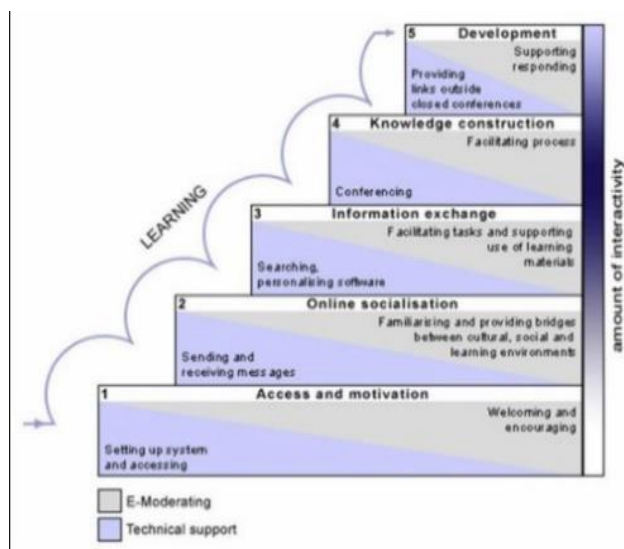 5 Development
Supporting
responding
Providing
links outside
closed conferences
4 Knowledge construction
Facilitating process
Conferencing
3 Information exchange
Facilitating tasks and supporting
use of learning
materials
Searching,
personalising software
2 Online socialisation
Familiarising and providing bridges
between cultural, social and
learning environments
Sending and
receiving messages
1 Access and motivation
Welcoming and
encouraging
Setting up system
and accessing
LEARNING
amount of interactivity
E-Moderating
Technical support